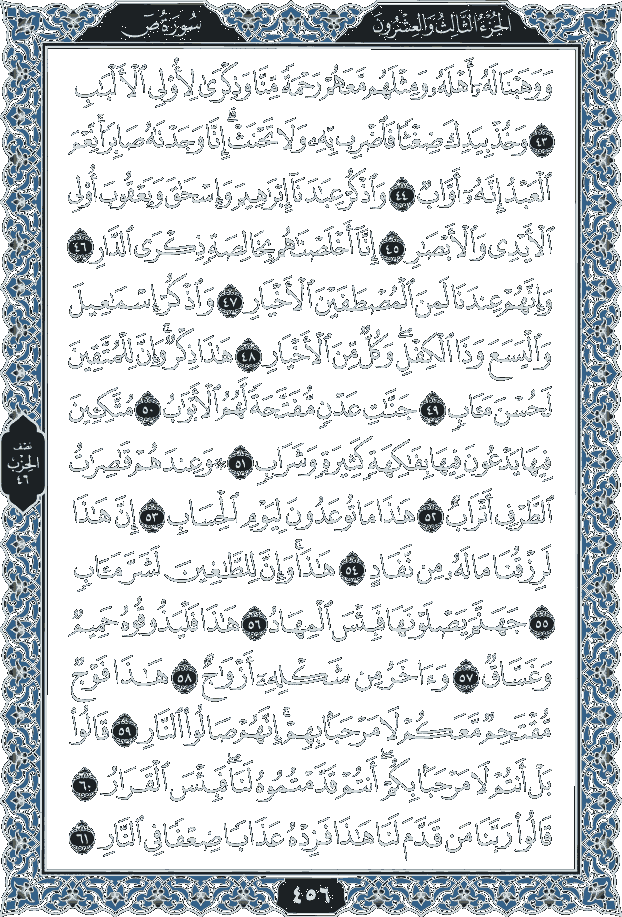 الجزء الثالث والعشرون
سورة ص
وَوَهَبْنَا لَهُۥٓ أَهْلَهُۥ وَمِثْلَهُم مَّعَهُمْ رَحْمَةً مِّنَّا وَذِكْرَىٰ لِأُو۟لِى ٱلْأَلْبَٰبِ
٤٣ وَخُذْ بِيَدِكَ ضِغْثًا فَٱضْرِب بِّهِۦ وَلَا تَحْنَثْ ۗ إِنَّا وَجَدْنَٰهُ صَابِرًا ۚ نِّعْمَ
ٱلْعَبْدُ ۖ إِنَّهُۥٓ أَوَّابٌ ٤٤ وَٱذْكُرْ عِبَٰدَنَآ إِبْرَٰهِيمَ وَإِسْحَٰقَ وَيَعْقُوبَ أُو۟لِى
ٱلْأَيْدِى وَٱلْأَبْصَٰرِ ٤٥ إِنَّآ أَخْلَصْنَٰهُم بِخَالِصَةٍ ذِكْرَى ٱلدَّارِ ٤٦
وَإِنَّهُمْ عِندَنَا لَمِنَ ٱلْمُصْطَفَيْنَ ٱلْأَخْيَارِ ٤٧ وَٱذْكُرْ إِسْمَٰعِيلَ
وَٱلْيَسَعَ وَذَا ٱلْكِفْلِ ۖ وَكُلٌّ مِّنَ ٱلْأَخْيَارِ ٤٨ هَٰذَا ذِكْرٌ ۚ وَإِنَّ لِلْمُتَّقِينَ
لَحُسْنَ مَـَٔابٍ ٤٩ جَنَّٰتِ عَدْنٍ مُّفَتَّحَةً لَّهُمُ ٱلْأَبْوَٰبُ ٥٠ مُتَّكِـِٔينَ
فِيهَا يَدْعُونَ فِيهَا بِفَٰكِهَةٍ كَثِيرَةٍ وَشَرَابٍ ٥١ ۞ وَعِندَهُمْ قَٰصِرَٰتُ
ٱلطَّرْفِ أَتْرَابٌ ٥٢ هَٰذَا مَا تُوعَدُونَ لِيَوْمِ ٱلْحِسَابِ ٥٣ إِنَّ هَٰذَا
لَرِزْقُنَا مَا لَهُۥ مِن نَّفَادٍ ٥٤ هَٰذَا ۚ وَإِنَّ لِلطَّٰغِينَ لَشَرَّ مَـَٔابٍ
٥٥ جَهَنَّمَ يَصْلَوْنَهَا فَبِئْسَ ٱلْمِهَادُ ٥٦ هَٰذَا فَلْيَذُوقُوهُ حَمِيمٌ
وَغَسَّاقٌ ٥٧ وَءَاخَرُ مِن شَكْلِهِۦٓ أَزْوَٰجٌ ٥٨ هَٰذَا فَوْجٌ
مُّقْتَحِمٌ مَّعَكُمْ ۖ لَا مَرْحَبًۢا بِهِمْ ۚ إِنَّهُمْ صَالُوا۟ ٱلنَّارِ ٥٩ قَالُوا۟
بَلْ أَنتُمْ لَا مَرْحَبًۢا بِكُمْ ۖ أَنتُمْ قَدَّمْتُمُوهُ لَنَا ۖ فَبِئْسَ ٱلْقَرَارُ ٦٠
قَالُوا۟ رَبَّنَا مَن قَدَّمَ لَنَا هَٰذَا فَزِدْهُ عَذَابًا ضِعْفًا فِى ٱلنَّارِ ٦١
نصف
الحزب
٤٦
٤٥٦